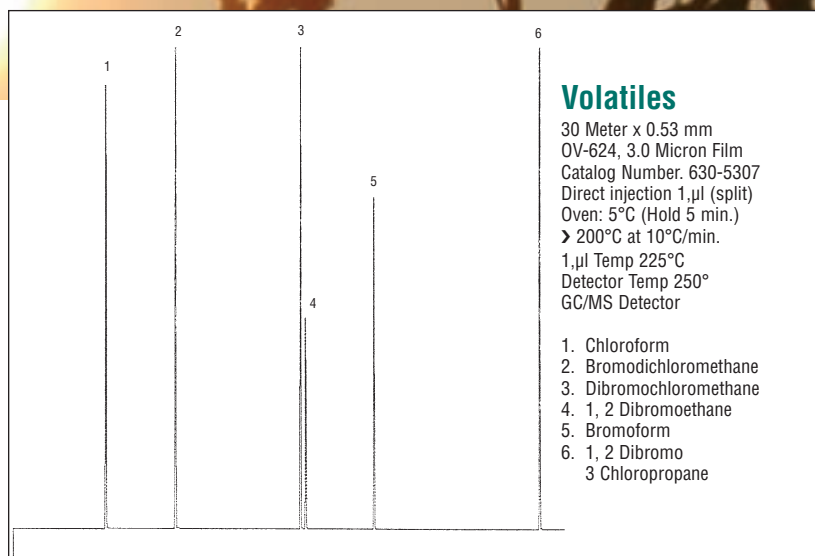 1
2
3
6
5
4
Volatiles
30 Meter x 0.53 mm
OV-624, 3.0 Micron Film
Catalog Number. 630-5307
Direct injection 1,µl (split)
Oven: 5°C (Hold 5 min.)
› 200°C at 10°C/min.
1,µl Temp 225°C
Detector Temp 250°
GC/MS Detector
1. Chloroform
2. Bromodichloromethane
3. Dibromochloromethane
4. 1, 2 Dibromoethane
5. Bromoform
6. 1, 2 Dibromo
3 Chloropropane